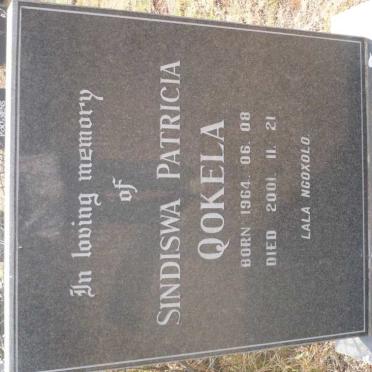 In loving memory
of
SINDISWA PATRICIA
QOKELA
BORN 1964. 06. 08
DIED 2001. 11. 21
LALA NGOXOLO